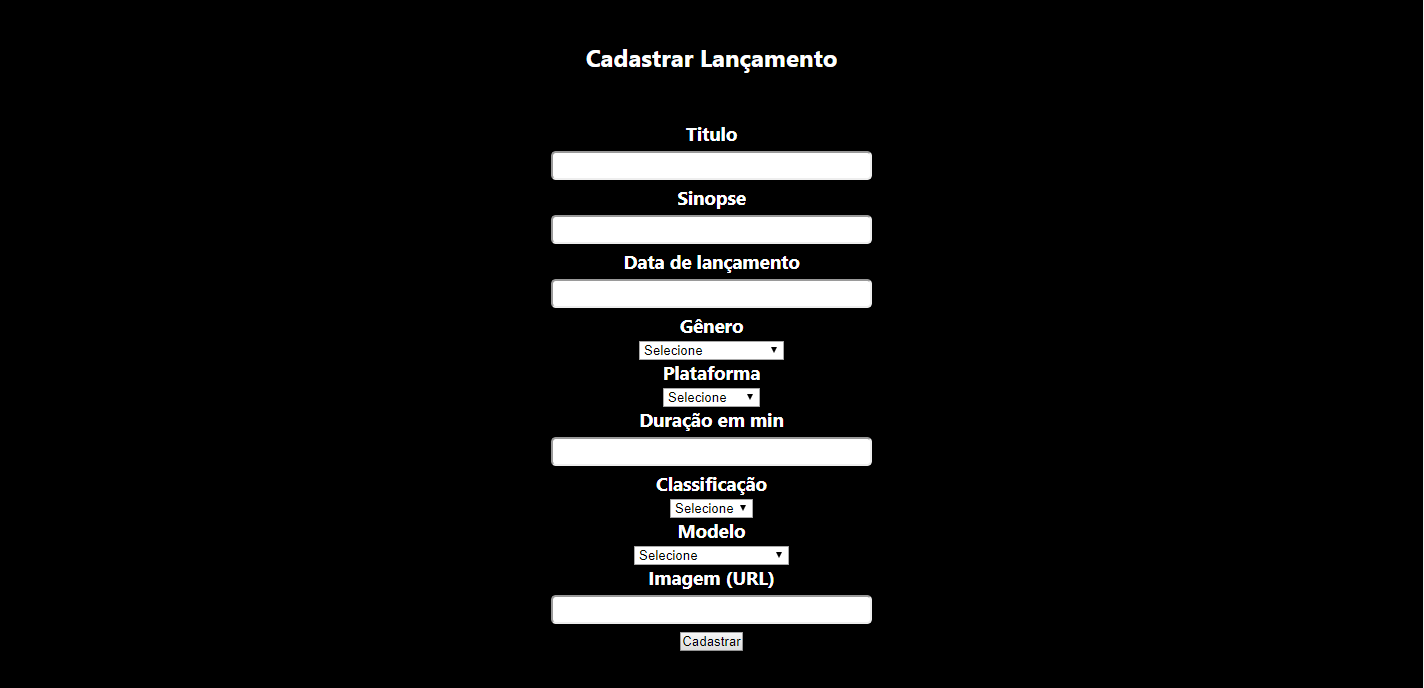 Cadastrar Lançamento
Titulo
Sinopse
Data de lançamento
Gênero
Selecione
Plataforma
Selecione
Duração em min
Classificação
Selecione
Modelo
Selecione
Imagem (URL)
Cadastrar